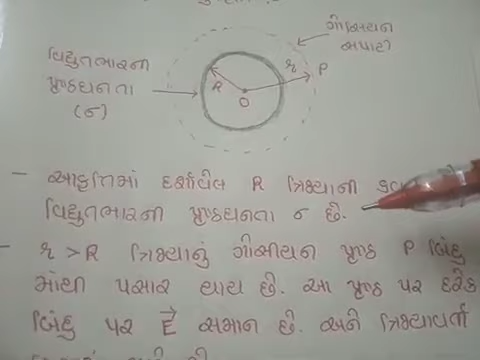 ગૌસિયન
સપાટી
વિદ્યુતભારની
પૃષ્ઠઘનતા
(σ)
R
r
P
O
- આકૃતિમાં દર્શાવેલ R ત્રિજ્યાની
વિદ્યુતભારની પૃષ્ઠઘનતા σ છે.
- r > R ત્રિજ્યાનું ગૌસીયન પૃષ્ઠ P બિંદુ
માંથી પસાર થાય છે. આ પૃષ્ઠ પર દરેક
બિંદુ પર E⃗ સમાન છે. અને ત્રિજ્યાવર્તી